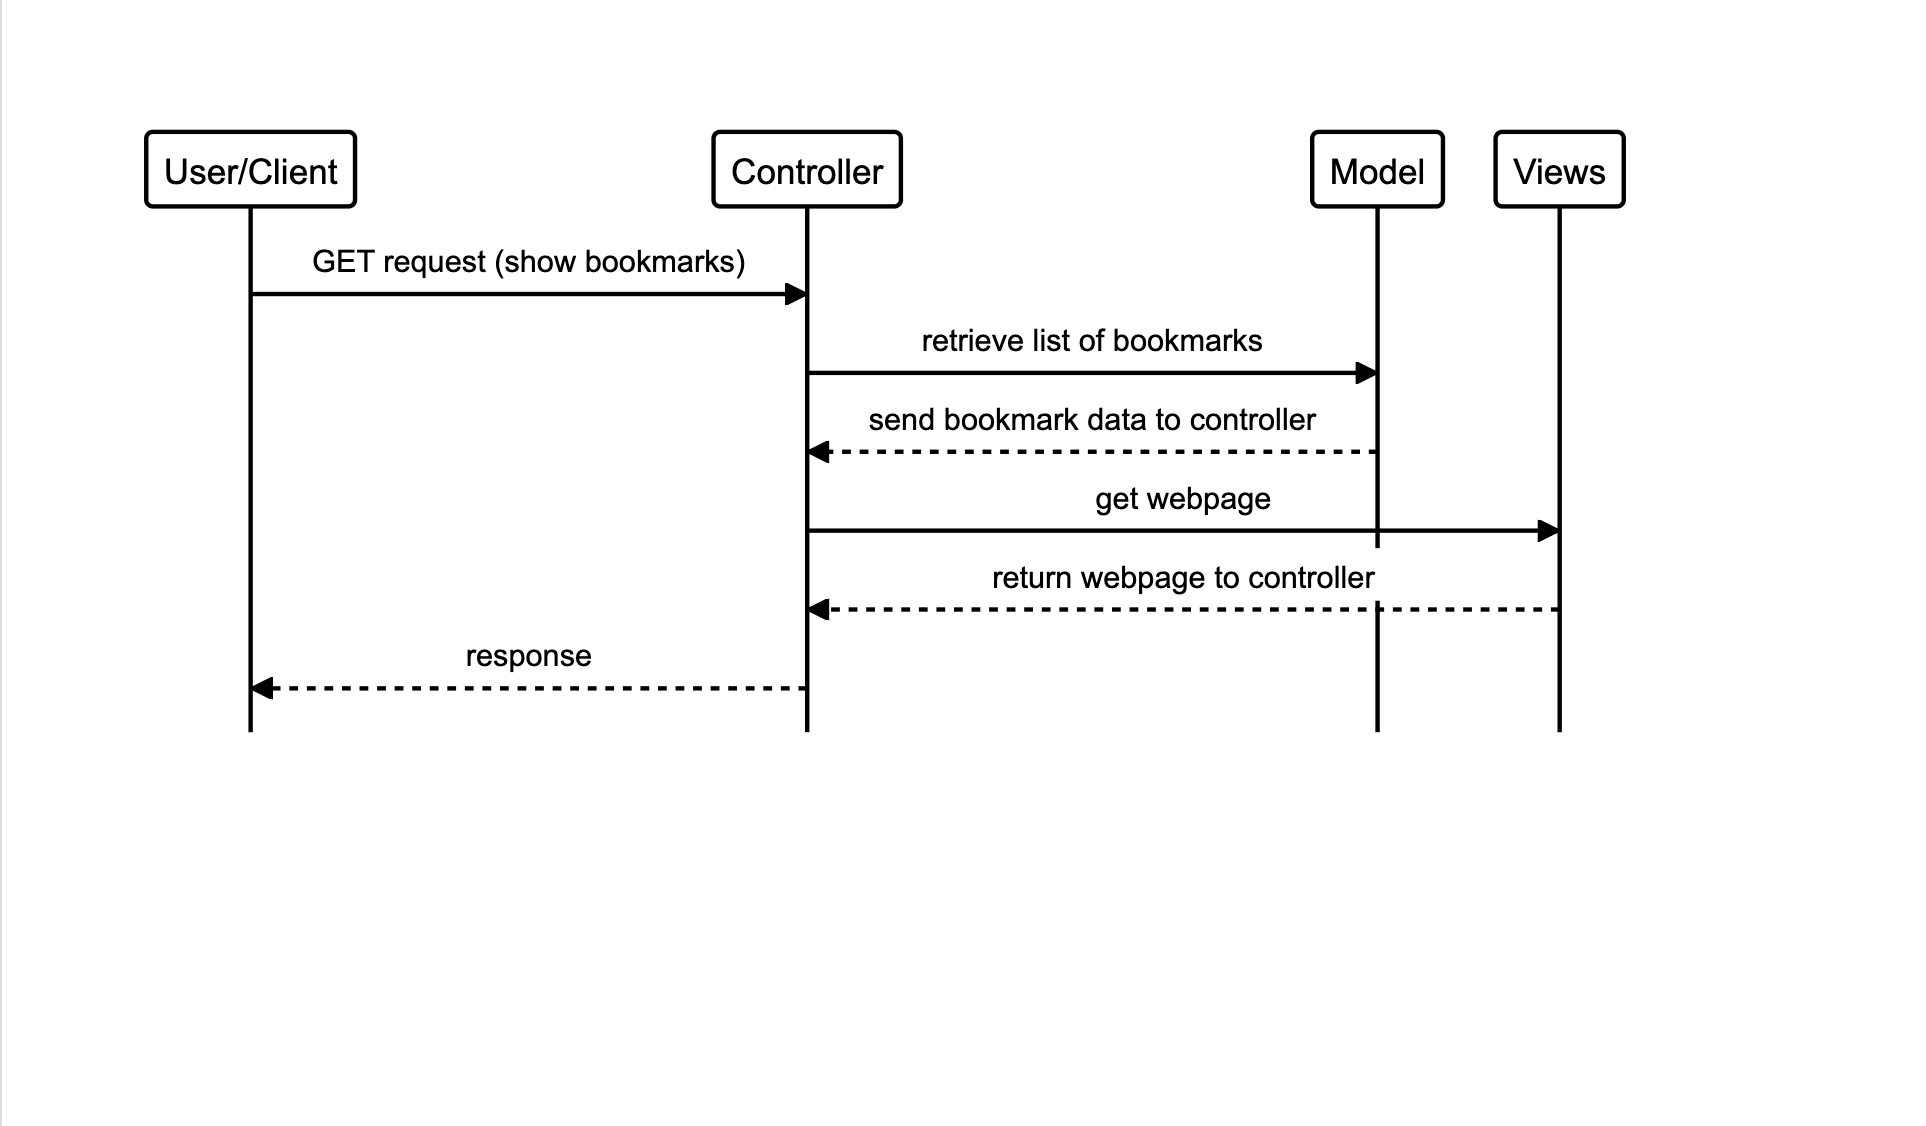 User/Client
Controller
Model
Views
GET request (show bookmarks)
retrieve list of bookmarks
send bookmark data to controller
get webpage
return webpage to controller
response